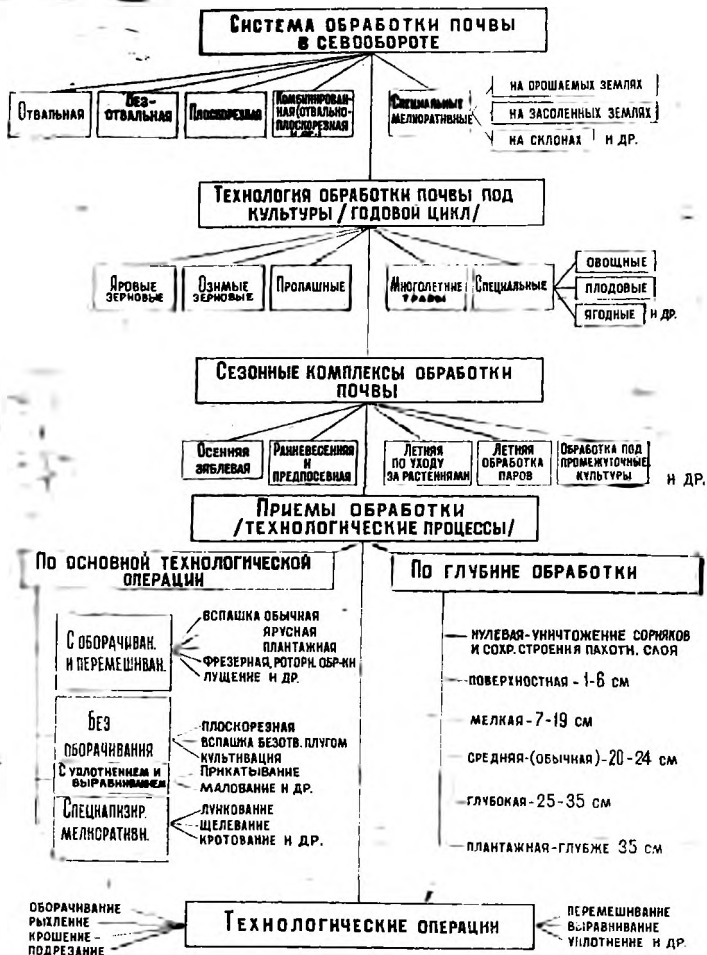 СИСТЕМА ОБРАБОТКИ ПОЧВЫ
В СЕВООБОРОТЕ
ОТВАЛЬНАЯ
БЕЗ-
ОТВАЛЬНАЯ
ПЛОСКОРЕЗНАЯ
КОМБИНИРОВАН-
НАЯ (ОТВАЛЬНО-
ПЛОСКОРЕЗНАЯ
И ДР.)
СПЕЦИАЛЬНЫЕ
МЕЛИОРАТИВНЫЕ
НА ОРОШАЕМЫХ ЗЕМЛЯХ
НА ЗАСОЛЕННЫХ ЗЕМЛЯХ
НА СКЛОНАХ И ДР.
ТЕХНОЛОГИЯ ОБРАБОТКИ ПОЧВЫ ПОД
КУЛЬТУРЫ /ГОДОВОЙ ЦИКЛ/
ЯРОВЫЕ
ЗЕРНОВЫЕ
ОЗИМЫЕ
ЗЕРНОВЫЕ
ПРОПАШНЫЕ
МНОГОЛЕТНИЕ
ТРАВЫ
СПЕЦИАЛЬНЫЕ
ОВОЩНЫЕ
ПЛОДОВЫЕ
ЯГОДНЫЕ И ДР.
СЕЗОННЫЕ КОМПЛЕКСЫ ОБРАБОТКИ
ПОЧВЫ
ОСЕННЯЯ
ЗЯБЛЕВАЯ
РАННЕВЕСЕННЯЯ
И
ПРЕДПОСЕВНАЯ
ЛЕТНЯЯ
ПО УХОДУ
ЗА РАСТЕНИЯМИ
ЛЕТНЯЯ
ОБРАБОТКА
ПАРОВ
ОБРАБОТКА ПОД
ПРОМЕЖУТОЧНЫЕ
КУЛЬТУРЫ
И ДР.
ПРИЕМЫ ОБРАБОТКИ
/ТЕХНОЛОГИЧЕСКИЕ ПРОЦЕССЫ/
ПО ОСНОВНОЙ ТЕХНОЛОГИЧЕСКОЙ
ОПЕРАЦИИ
С ОБОРАЧИВАН.
И ПЕРЕМЕШИВАН.
ВСПАШКА ОБЫЧНАЯ
ЯРУСНАЯ
ПЛАНТАЖНАЯ
ФРЕЗЕРНАЯ, РОТОРН. ОБР-КИ
ЛУЩЕНИЕ И ДР.
БЕЗ
ОБОРАЧИВАНИЯ
ПЛОСКОРЕЗНАЯ
ВСПАШКА БЕЗОТВ. ПЛУГОМ
КУЛЬТИВАЦИЯ
С УПЛОТНЕНИЕМ И
ВЫРАВНИВАНИЕМ
ПРИКАТЫВАНИЕ
МАЛОВАНИЕ И ДР.
СПЕЦИАЛИЗИР.
МЕЛИОРАТИВН.
ЛУНКОВАНИЕ
ЩЕЛЕВАНИЕ
КРОТОВАНИЕ И ДР.
ПО ГЛУБИНЕ ОБРАБОТКИ
НУЛЕВАЯ-УНИЧТОЖЕНИЕ СОРНЯКОВ
И СОХР. СТРОЕНИЯ ПАХОТН. СЛОЯ
ПОВЕРХНОСТНАЯ - 1-6 СМ
МЕЛКАЯ - 7-19 СМ
СРЕДНЯЯ-(ОБЫЧНАЯ)-20-24 СМ
ГЛУБОКАЯ - 25-35 СМ
ПЛАНТАЖНАЯ-ГЛУБЖЕ 35 СМ
ОБОРАЧИВАНИЕ
РЫХЛЕНИЕ
КРОШЕНИЕ -
ПОДРЕЗАНИЕ
ТЕХНОЛОГИЧЕСКИЕ ОПЕРАЦИИ
ПЕРЕМЕШИВАНИЕ
ВЫРАВНИВАНИЕ
УПЛОТНЕНИЕ И ДР.